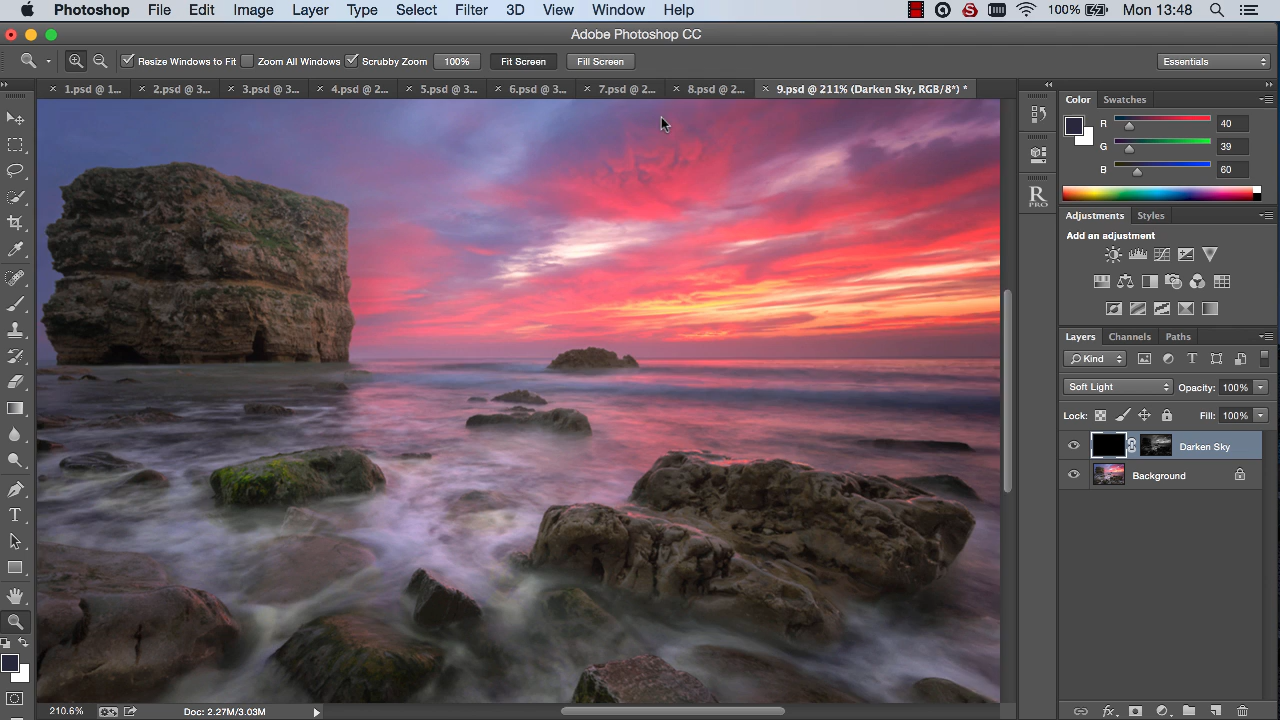 Photoshop File Edit Image Layer Type Select Filter 3D View Window Help 100% Mon 13:48
Adobe Photoshop CC
Resize Windows to Fit Zoom All Windows Scrubby Zoom 100% Fit Screen Fill Screen Essentials
1.psd @ 1... 2.psd @ 3... 3.psd @ 3... 4.psd @ 2... 5.psd @ 3... 6.psd @ 3... 7.psd @ 2... 8.psd @ 2... 9.psd @ 211% (Darken Sky, RGB/8*) *
Color Swatches
R 40
G 39
B 60
R
PRO
Adjustments Styles
Add an adjustment
Layers Channels Paths
Kind
Soft Light Opacity: 100%
Lock: Fill: 100%
Darken Sky
Background
T
210.6% Doc: 2.27M/3.03M
fx